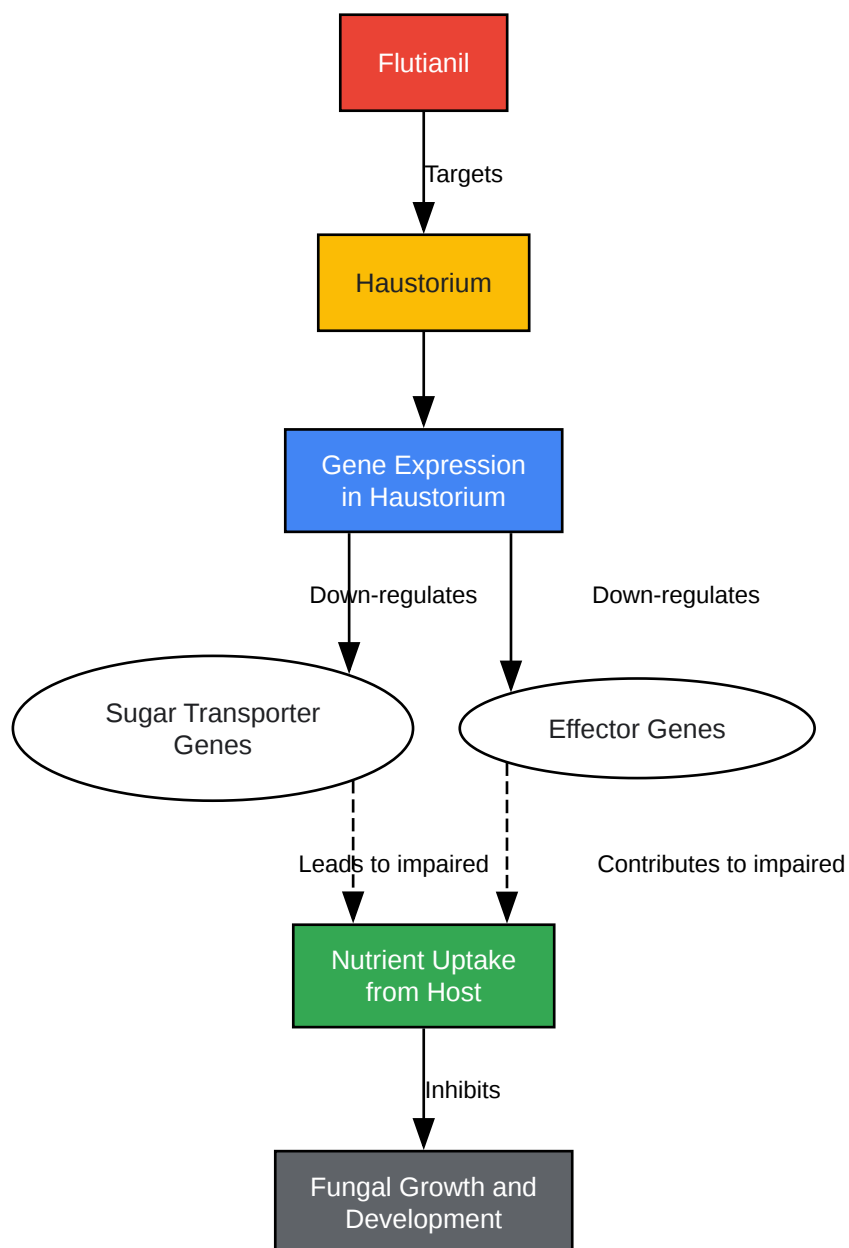 Flutianil
Targets
Haustorium
Gene Expression
in Haustorium
Down-regulates
Down-regulates
Sugar Transporter
Genes
Effector Genes
Leads to impaired
Contributes to impaired
Nutrient Uptake
from Host
Inhibits
Fungal Growth and
Development